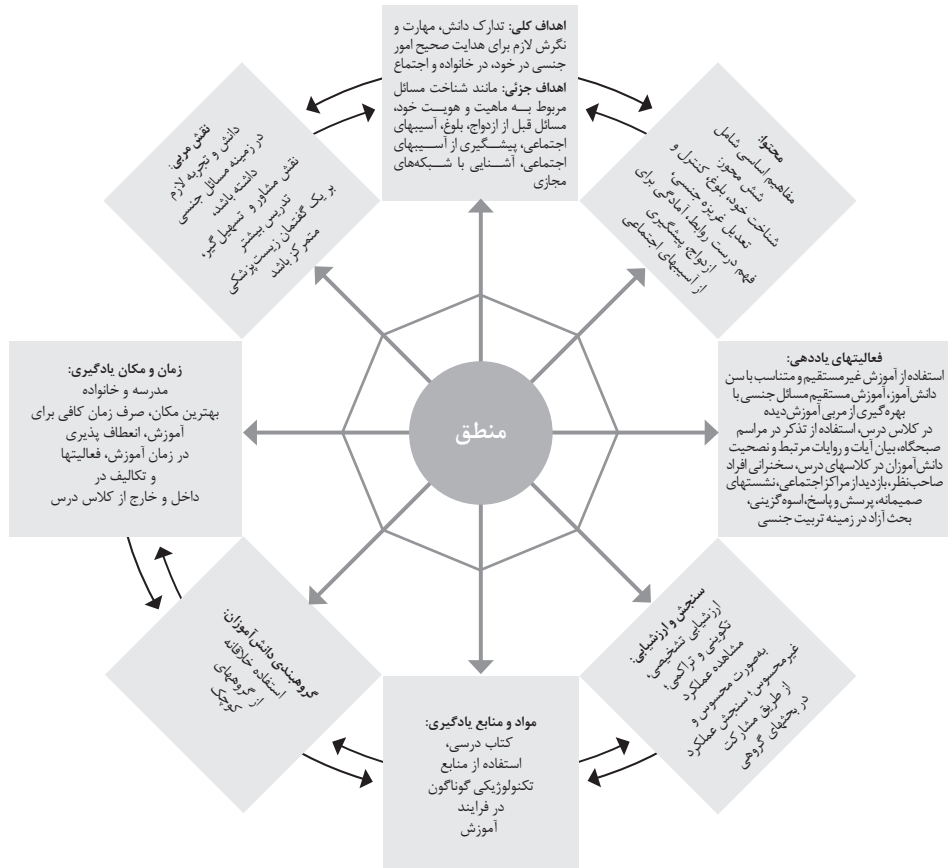 اهداف کلی: تدارک دانش، مهارت و
نگرش لازم برای هدایت صحیح امور
جنسی در خود، در خانواده و اجتماع
اهداف جزئی: مانند شناخت مسائل
مربوط به ماهیت و هویت خود،
مسائل قبل از ازدواج، بلوغ، آسیبهای
اجتماعی، پیشگیری از آسیبهای
اجتماعی، آشنایی با شبکه‌های
مجازی
محتوا:
مفاهیم اساسی شامل
شش محور:
شناخت خود، بلوغ، کنترل و
تعدیل غریزه جنسی،
فهم درست روابط، آمادگی برای
ازدواج، پیشگیری
از آسیبهای اجتماعی
فعالیتهای یاددهی:
استفاده از آموزش غیرمستقیم و متناسب با سن
دانش‌آموز، آموزش مستقیم مسائل جنسی با
بهره‌گیری از مربی آموزش‌دیده
در کلاس درس، استفاده از تذکر در مراسم
صبحگاه، بیان آیات و روایات مرتبط و نصحیت
دانش‌آموزان در کلاسهای درس، سخنرانی افراد
صاحب‌نظر، بازدید از مراکز اجتماعی، نشستهای
صمیمانه، پرسش و پاسخ، اسوه‌گزینی،
بحث آزاد در زمینه تربیت جنسی
سنجش و ارزشیابی:
ارزشیابی تشخیصی،
تکوینی و تراکمی؛
مشاهده عملکرد
به‌صورت محسوس و
غیرمحسوس؛ سنجش عملکرد
از طریق مشارکت
در بحثهای گروهی
مواد و منابع یادگیری:
کتاب درسی،
استفاده از منابع
تکنولوژیکی گوناگون
در فرایند
آموزش
گروهبندی دانش‌آموزان:
استفاده خلاقانه
از گروههای
کوچک
زمان و مکان یادگیری:
مدرسه و خانواده
بهترین مکان، صرف زمان کافی برای
آموزش، انعطاف پذیری
در زمان آموزش، فعالیتها
و تکالیف در
داخل و خارج از کلاس درس
نقش مربی:
دانش و تجربه لازم
در زمینه مسائل جنسی
داشته باشد،
نقش مشاور و تسهیل‌گیر،
تدریس بیشتر
بر یک گفتمان زیست‌پزشکی
متمرکز باشد
منطق